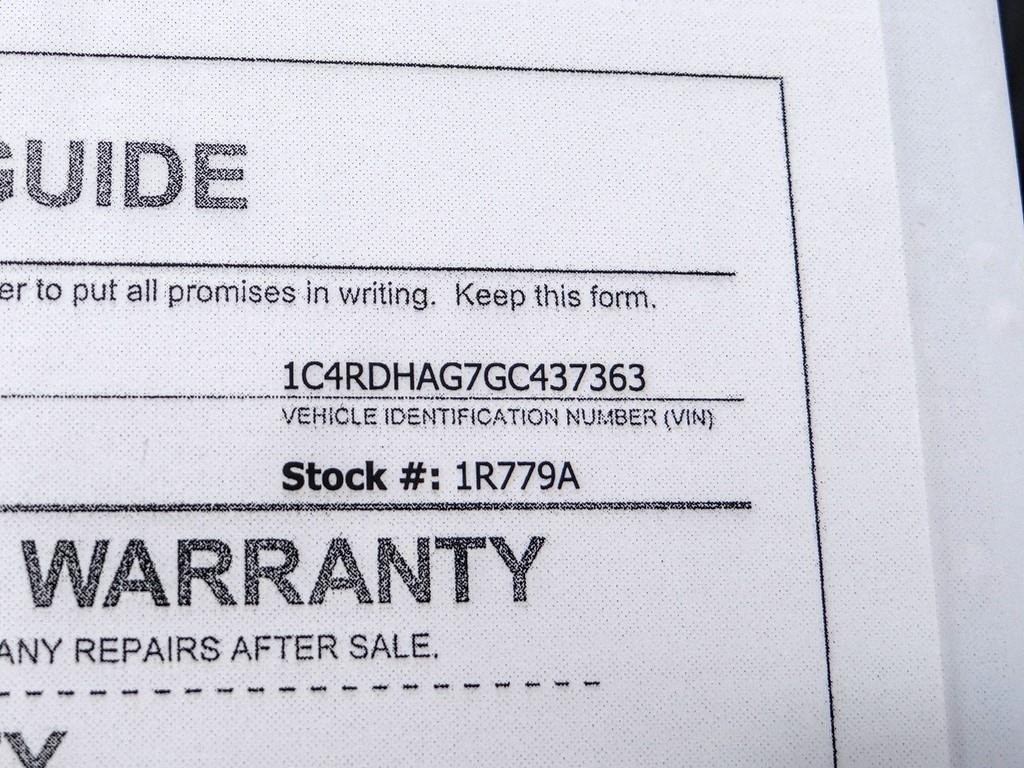 GUIDE
er to put all promises in writing. Keep this form.
1C4RDHAG7GC437363
VEHICLE IDENTIFICATION NUMBER (VIN)
Stock #: 1R779A
WARRANTY
ANY REPAIRS AFTER SALE.
Y